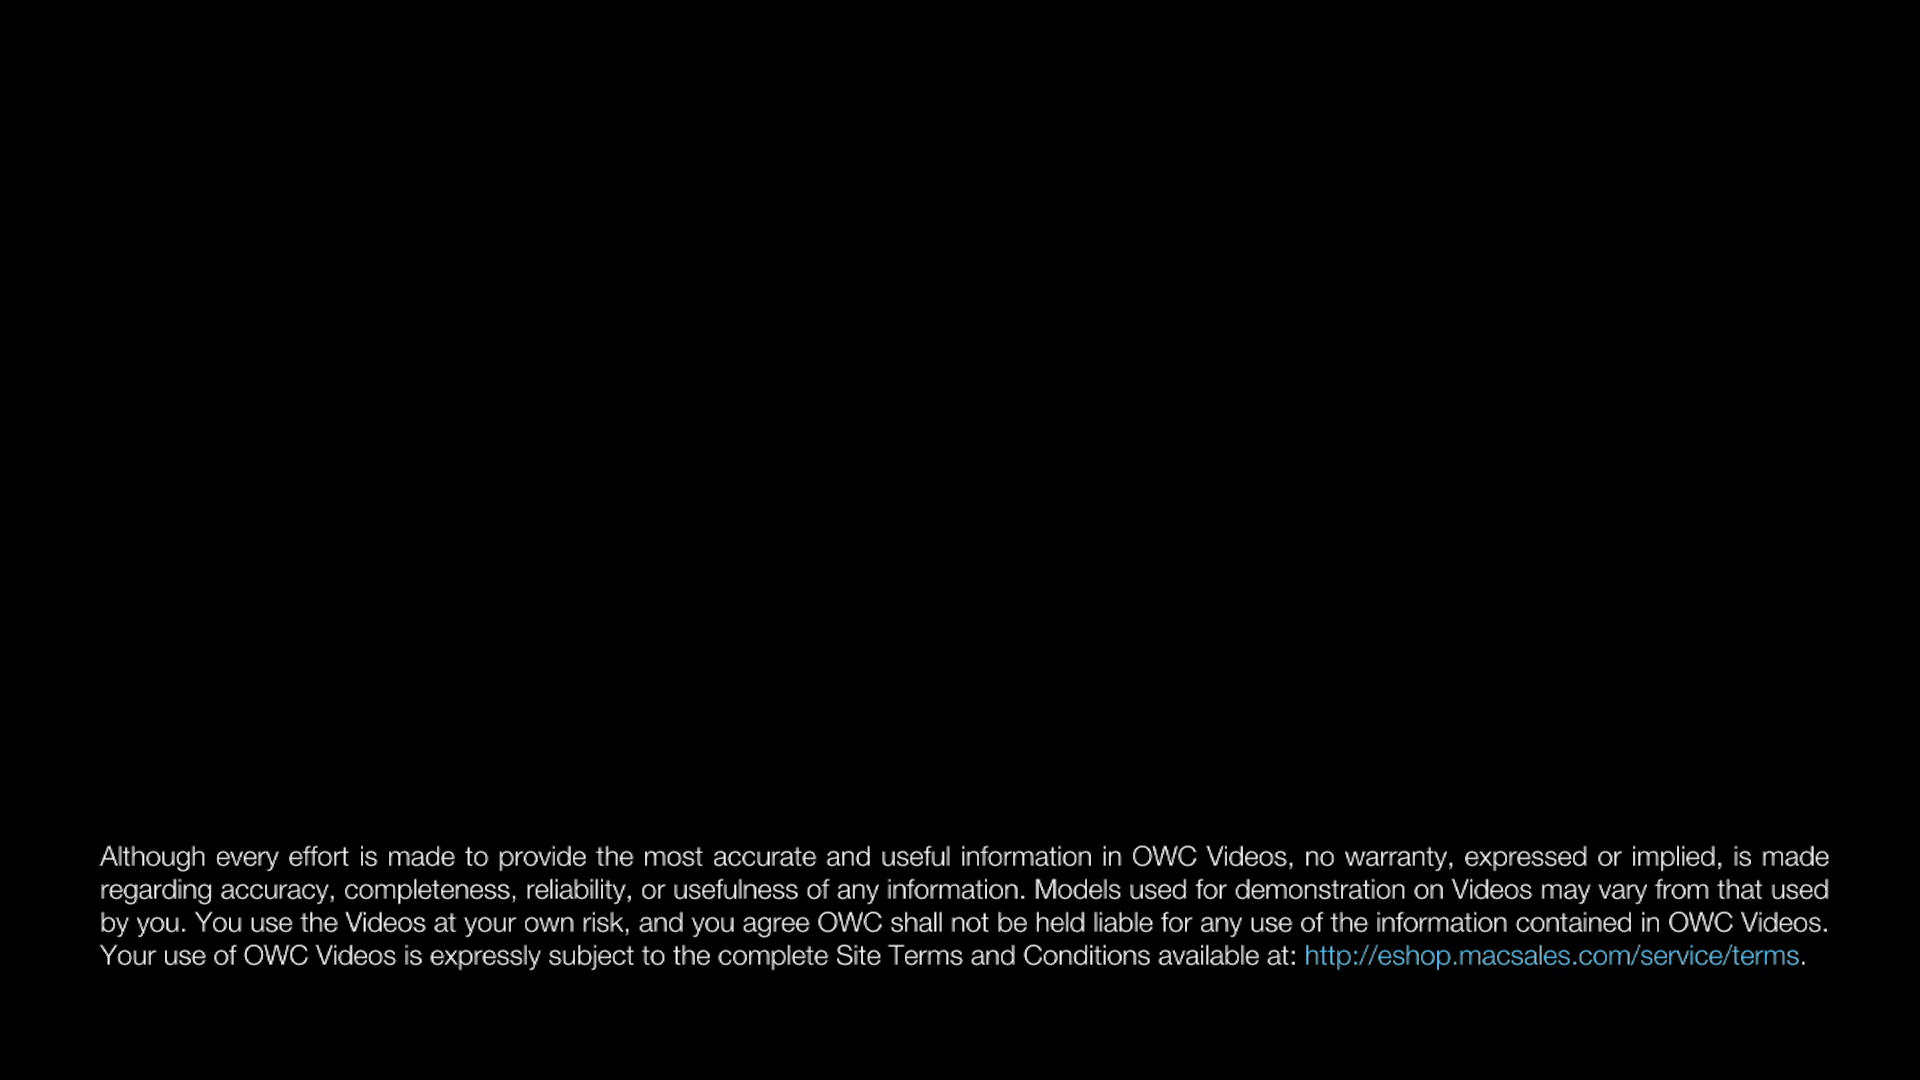 Although every effort is made to provide the most accurate and useful information in OWC Videos, no warranty, expressed or implied, is made
regarding accuracy, completeness, reliability, or usefulness of any information. Models used for demonstration on Videos may vary from that used
by you. You use the Videos at your own risk, and you agree OWC shall not be held liable for any use of the information contained in OWC Videos.
Your use of OWC Videos is expressly subject to the complete Site Terms and Conditions available at: http://eshop.macsales.com/service/terms.